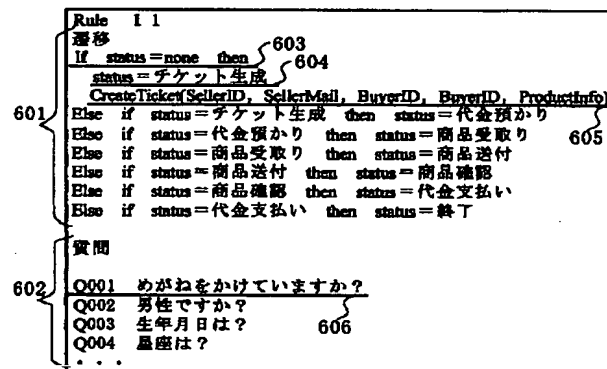 Rule I 1
遷移
If status=none then
603
604
status=チケット生成
CreateTicket(SellerID, SellerMail, BuyerID, BuyerID, ProductInfo)
601
Else if status=チケット生成 then status=代金預かり
605
Else if status=代金預かり then status=商品受取り
Else if status=商品受取り then status=商品送付
Else if status=商品送付 then status=商品確認
Else if status=商品確認 then status=代金支払い
Else if status=代金支払い then status=終了
質問
602
Q001 めがねをかけていますか?
Q002 男性ですか?
606
Q003 生年月日は?
Q004 星座は?
・・・